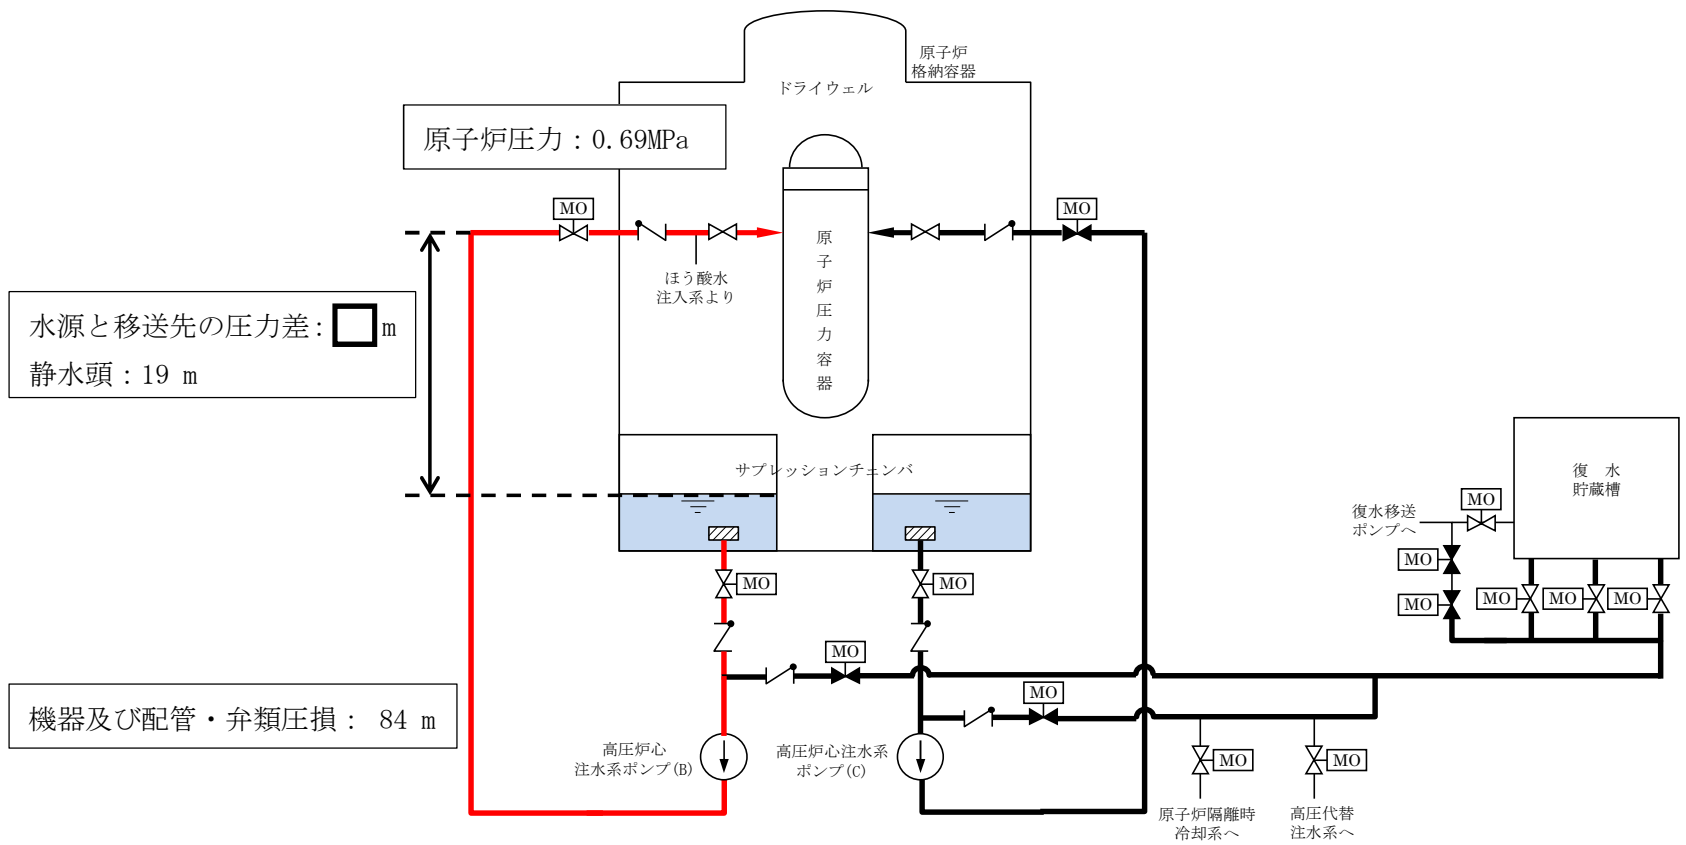 原子炉
格納容器
ドライウェル
原子炉圧力：0.69MPa
MO
MO
原子炉圧力容器
ほう酸水
注入系より
水源と移送先の圧力差：m
静水頭：19 m
サプレッションチェンバ
復 水
貯蔵槽
MO
復水移送
ポンプへ
MO
MO
MO
MO
MO
MO
MO
MO
MO
機器及び配管・弁類圧損： 84 m
高圧炉心
注水系ポンプ(B)
高圧炉心注水系
ポンプ(C)
MO
MO
原子炉隔離時
冷却系へ
高圧代替
注水系へ